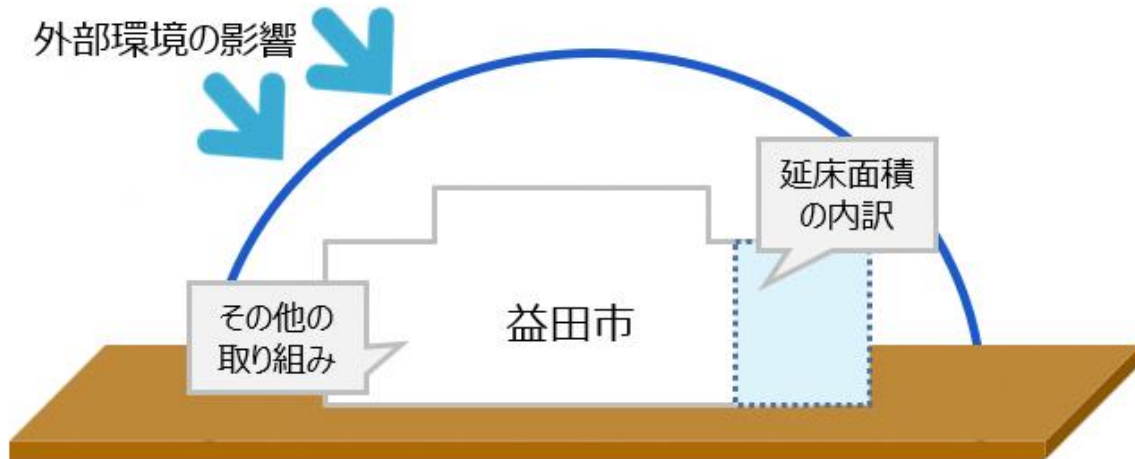 外部環境の影響
延床面積
の内訳
その他の
取り組み
益田市